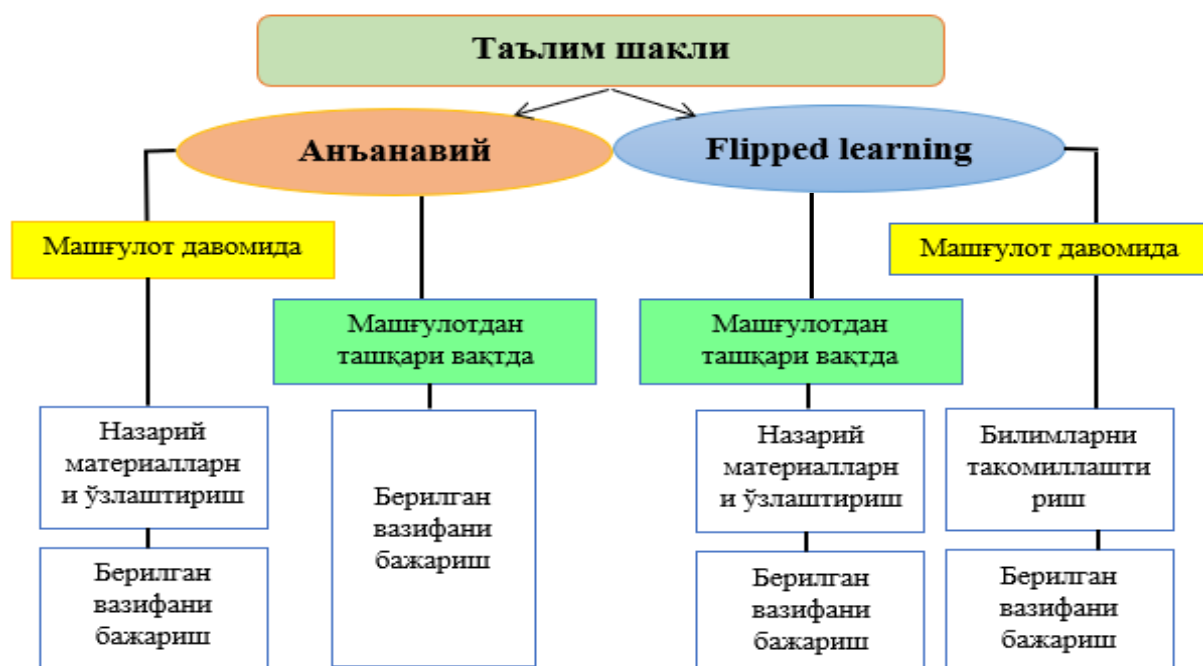 Таълим шакли
Анъанавий
Flipped learning
Машғулот давомида
Машғулот давомида
Машғулотдан
ташқари вақтда
Машғулотдан
ташқари вақтда
Назарий
материалларн
и ўзлаштириш
Берилган
вазифани
бажариш
Назарий
материалларн
и ўзлаштириш
Билимларни
такомиллашти
риш
Берилган
вазифани
бажариш
Берилган
вазифани
бажариш
Берилган
вазифани
бажариш